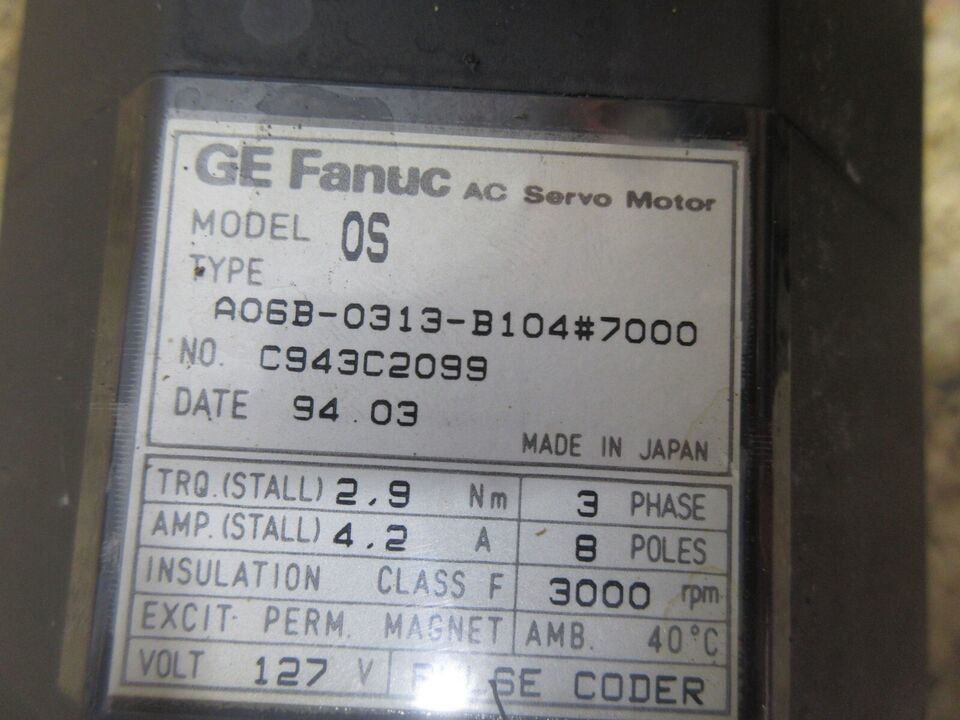 GE Fanuc AC Servo Motor
MODEL 0S
TYPE
A06B-0313-B104#7000
NO. C943C2099
DATE 94.03
MADE IN JAPAN
TRQ.(STALL) 2.9 Nm 3 PHASE
AMP.(STALL) 4.2 A 8 POLES
INSULATION CLASS F 3000 rpm
EXCIT. PERM. MAGNET AMB. 40°C
VOLT 127 V PULSE CODER